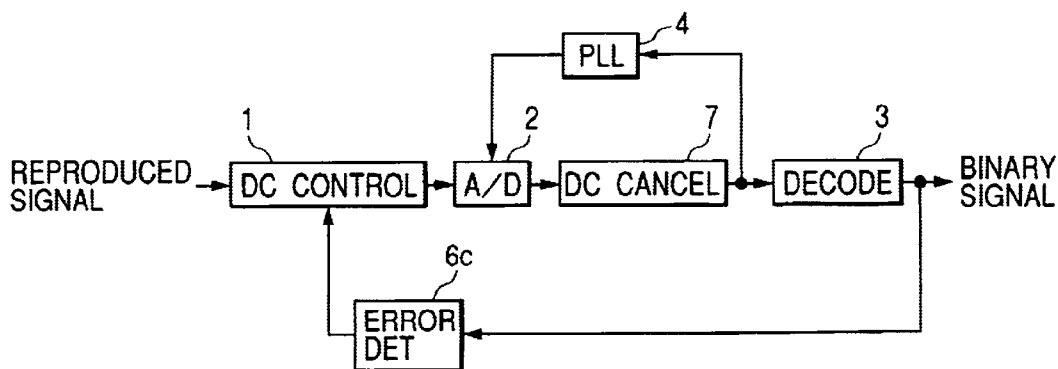 4
PLL
1
2
7
3
REPRODUCED
SIGNAL
DC CONTROL
A/D
DC CANCEL
DECODE
BINARY
SIGNAL
6c
ERROR
DET